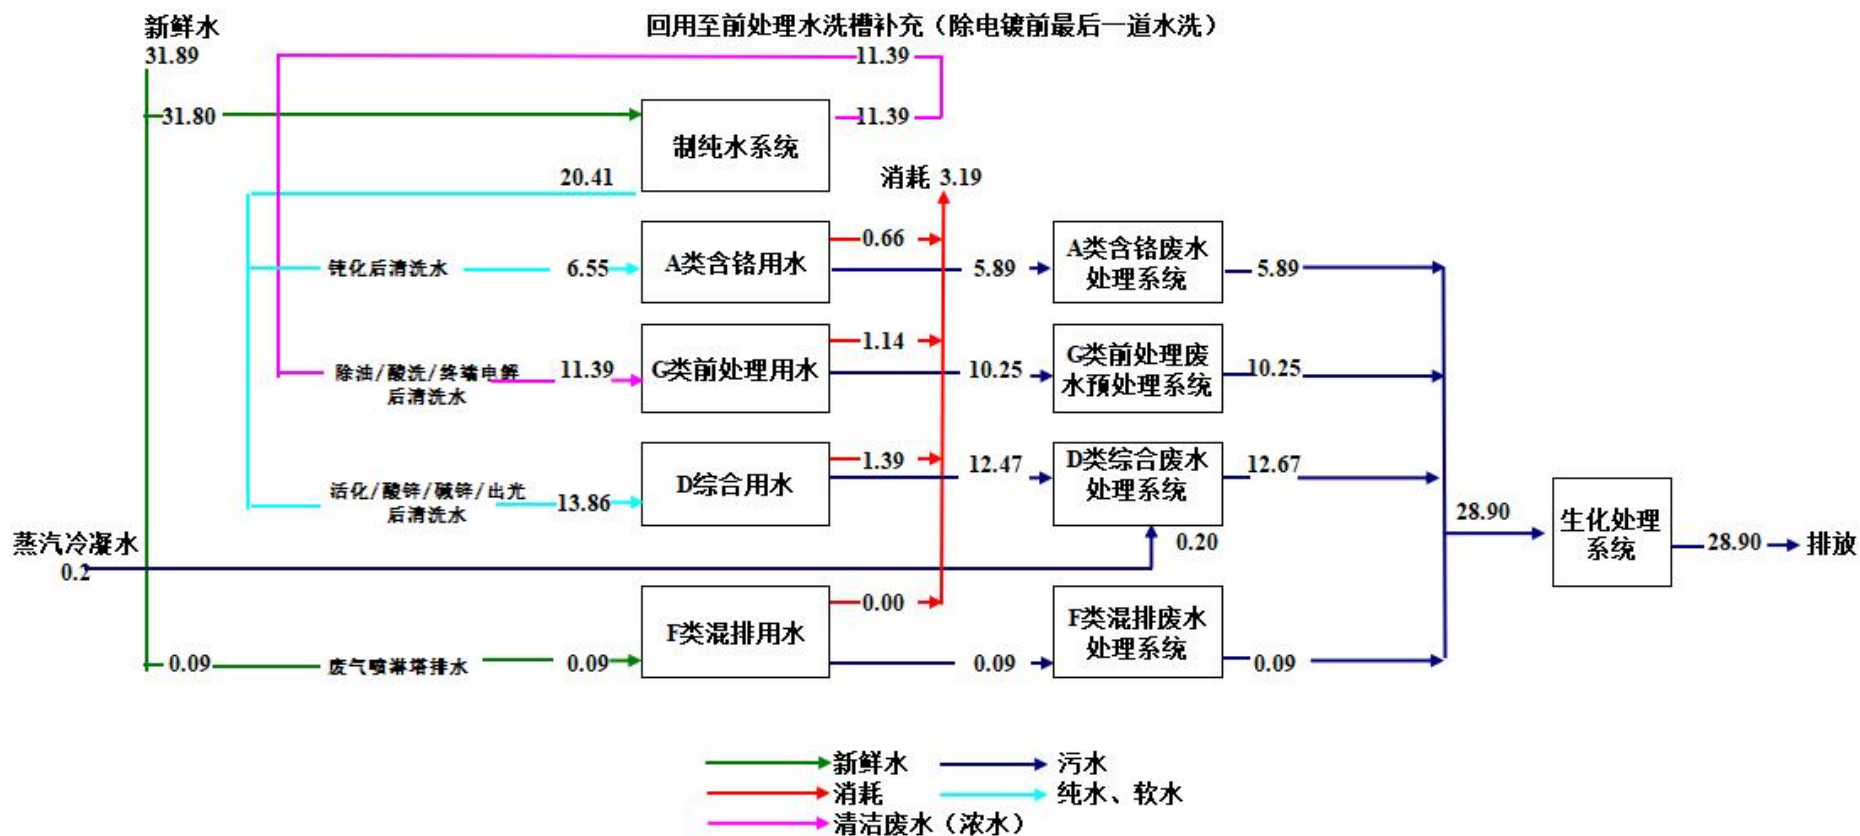 新鲜水
回用至前处理水洗槽补充（除电镀前最后一道水洗）
31.89
11.39
31.80
11.39
制纯水系统
20.41
消耗 3.19
钝化后清洗水
6.55
A类含铬用水
0.66
5.89
A类含铬废水
处理系统
5.89
除油/酸洗/终端电解
后清洗水
11.39
G类前处理用水
1.14
10.25
G类前处理废
水预处理系统
10.25
活化/酸锌/碱锌/出光
后清洗水
13.86
D综合用水
1.39
12.47
D类综合废水
处理系统
12.67
28.90
生化处理
系统
28.90
排放
蒸汽冷凝水
0.2
0.20
0.09
废气喷淋塔排水
0.09
F类混排用水
0.00
0.09
F类混排废水
处理系统
0.09
新鲜水
污水
消耗
纯水、软水
清洁废水（浓水）